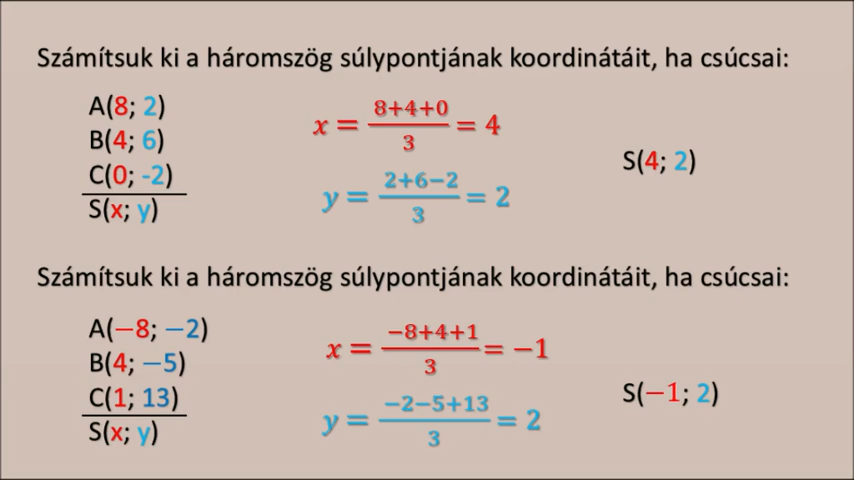 Számítsuk ki a háromszög súlypontjának koordinátáit, ha csúcsai:
A(8; 2)
B(4; 6)
C(0; -2)
S(x; y)
x = (8+4+0)/3 = 4
y = (2+6−2)/3 = 2
S(4; 2)
Számítsuk ki a háromszög súlypontjának koordinátáit, ha csúcsai:
A(−8; −2)
B(4; −5)
C(1; 13)
S(x; y)
x = (−8+4+1)/3 = −1
y = (−2−5+13)/3 = 2
S(−1; 2)